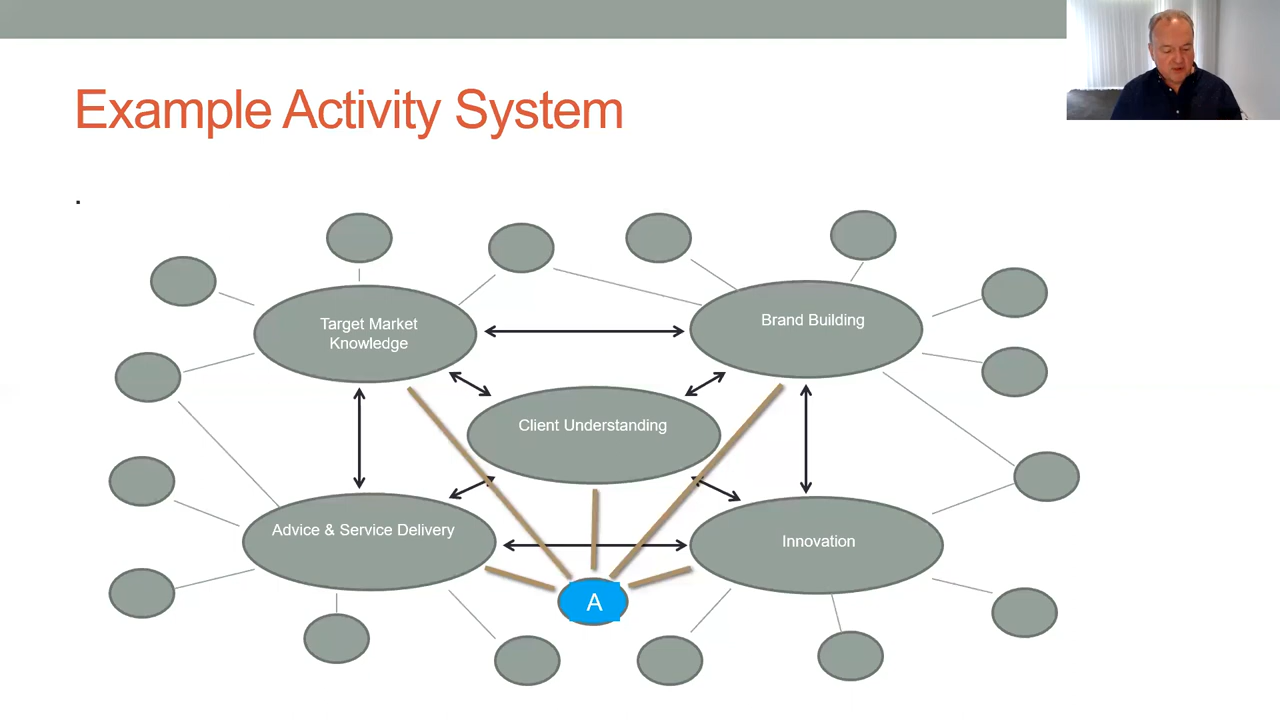 Example Activity System
.
Target Market
Knowledge
Brand Building
Client Understanding
Advice & Service Delivery
Innovation
A